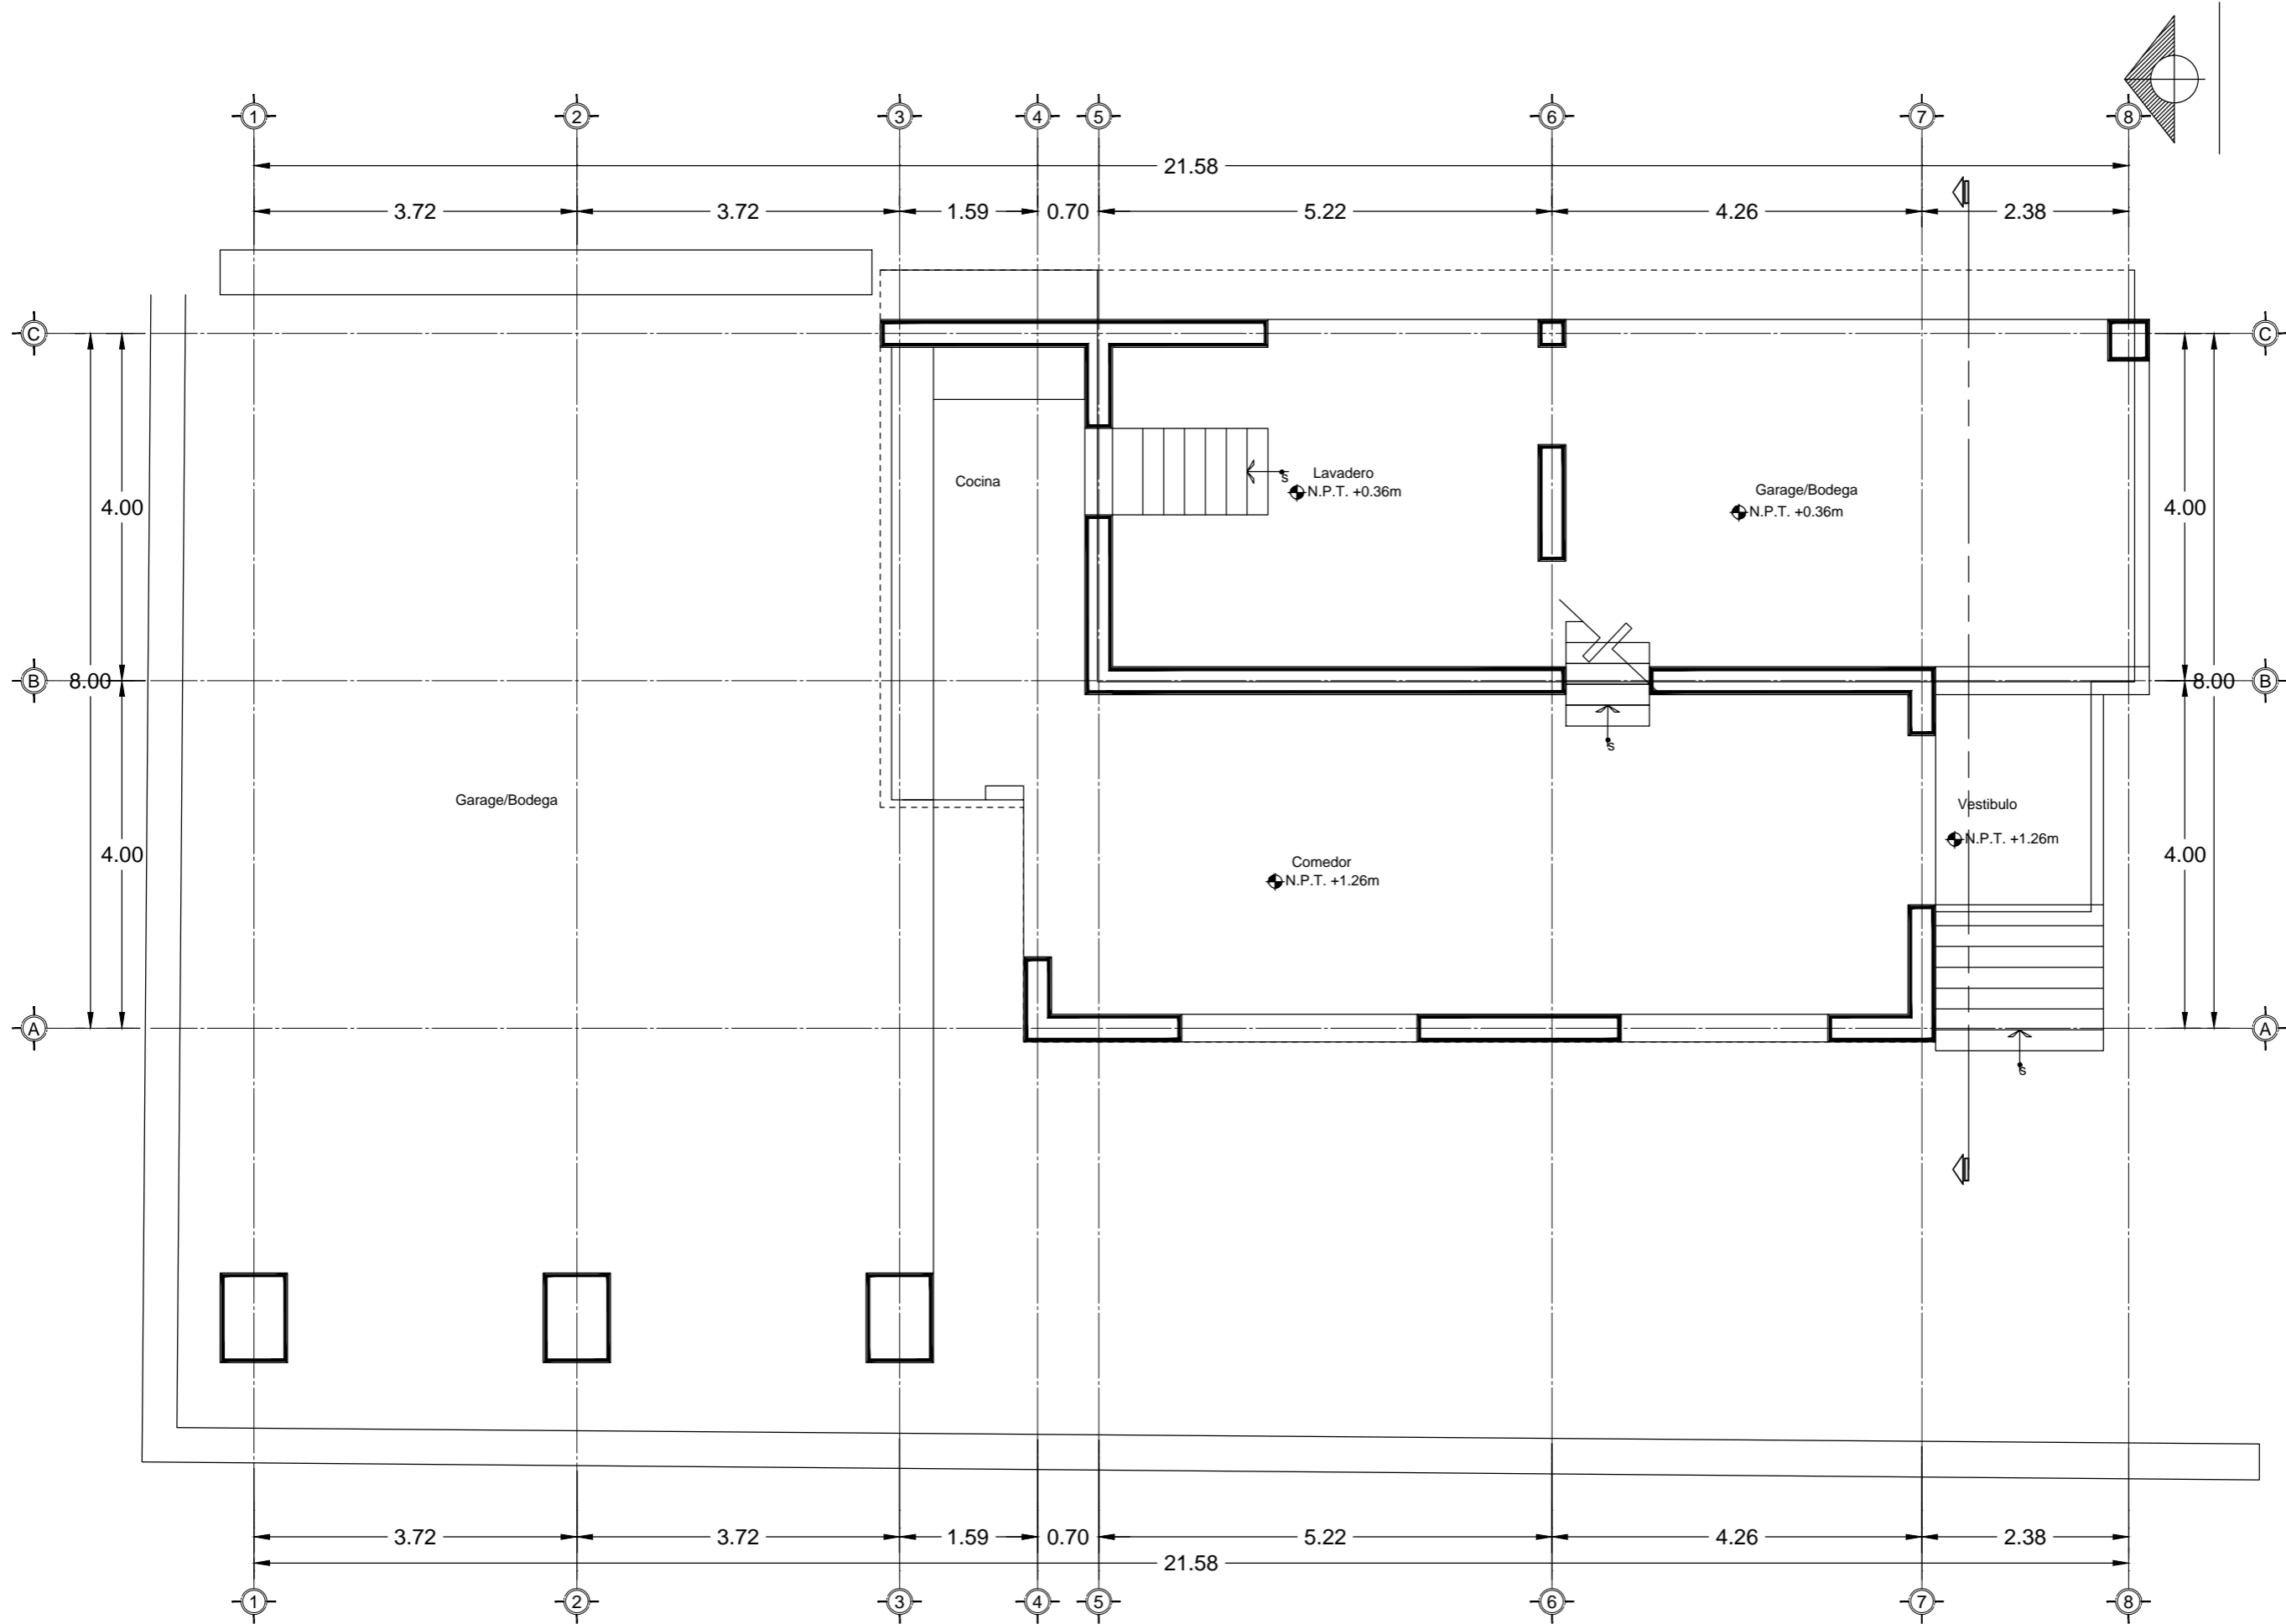 1 2 3 4 5 6 7 8
21.58
3.72 3.72 1.59 0.70 5.22 4.26 2.38
C C
Lavadero
s
Cocina
Garage/Bodega
N.P.T. +0.36m
4.00 4.00
N.P.T. +0.36m
B 8.00 8.00 B
s
Garage/Bodega
Vestibulo
N.P.T. +1.26m
4.00 4.00
Comedor
N.P.T. +1.26m
A A
s
3.72 3.72 1.59 0.70 5.22 4.26 2.38
21.58
1 2 3 4 5 6 7 8